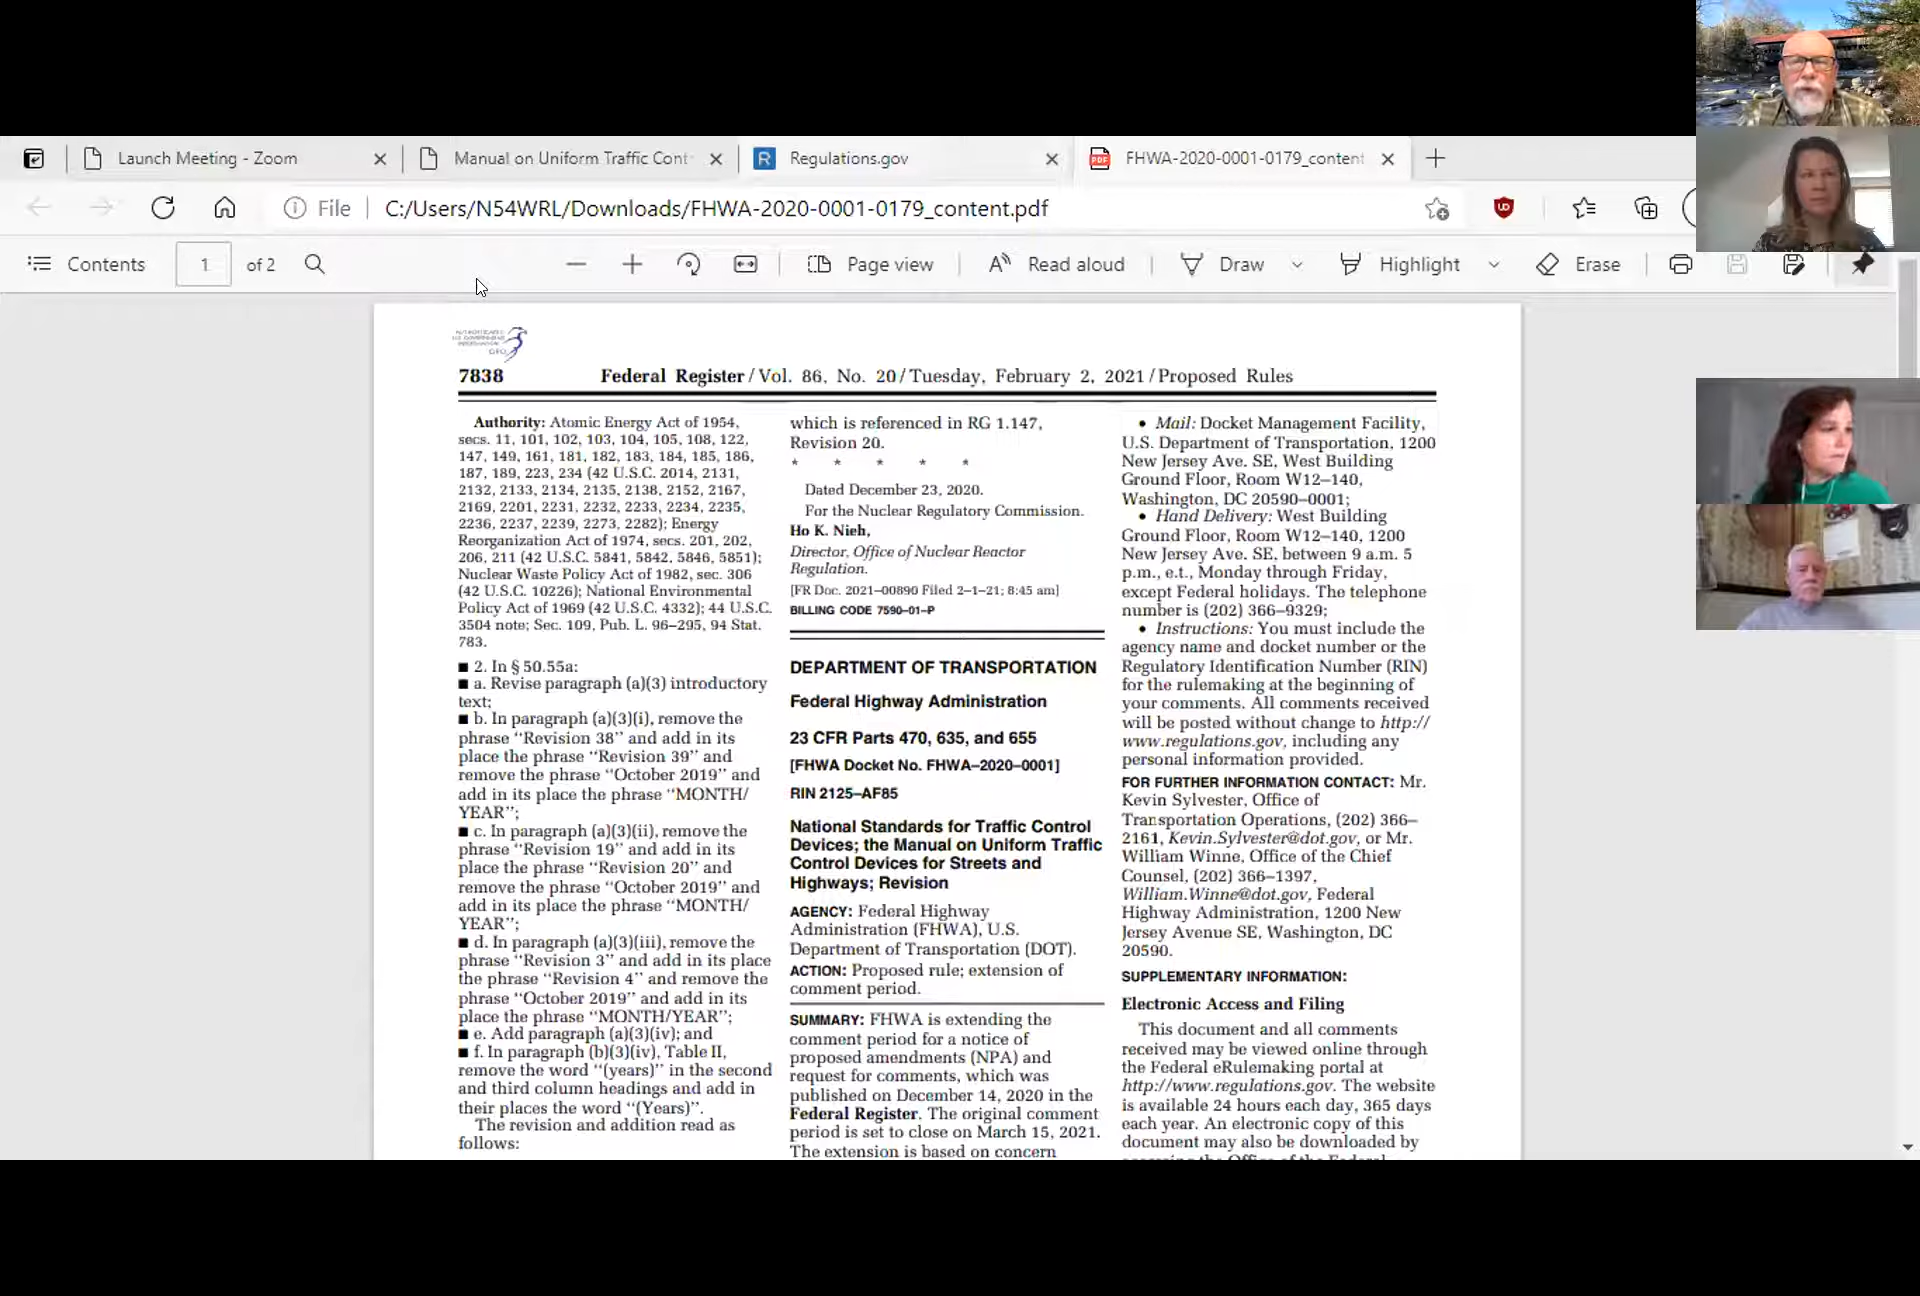 Launch Meeting - Zoom
Manual on Uniform Traffic Cont
Regulations.gov
FHWA-2020-0001-0179_content
File
C:/Users/N54WRL/Downloads/FHWA-2020-0001-0179_content.pdf
Contents
1
of 2
Page view
Read aloud
Draw
Highlight
Erase
7838
Federal Register / Vol. 86, No. 20 / Tuesday, February 2, 2021 / Proposed Rules
Authority: Atomic Energy Act of 1954,
secs. 11, 101, 102, 103, 104, 105, 108, 122,
147, 149, 161, 181, 182, 183, 184, 185, 186,
187, 189, 223, 234 (42 U.S.C. 2014, 2131,
2132, 2133, 2134, 2135, 2138, 2152, 2167,
2169, 2201, 2231, 2232, 2233, 2234, 2235,
2236, 2237, 2239, 2273, 2282); Energy
Reorganization Act of 1974, secs. 201, 202,
206, 211 (42 U.S.C. 5841, 5842, 5846, 5851);
Nuclear Waste Policy Act of 1982, sec. 306
(42 U.S.C. 10226); National Environmental
Policy Act of 1969 (42 U.S.C. 4332); 44 U.S.C.
3504 note; Sec. 109, Pub. L. 96–295, 94 Stat.
783.
■ 2. In § 50.55a:
■ a. Revise paragraph (a)(3) introductory
text;
■ b. In paragraph (a)(3)(i), remove the
phrase ‘‘Revision 38’’ and add in its
place the phrase ‘‘Revision 39’’ and
remove the phrase ‘‘October 2019’’ and
add in its place the phrase ‘‘MONTH/
YEAR’’;
■ c. In paragraph (a)(3)(ii), remove the
phrase ‘‘Revision 19’’ and add in its
place the phrase ‘‘Revision 20’’ and
remove the phrase ‘‘October 2019’’ and
add in its place the phrase ‘‘MONTH/
YEAR’’;
■ d. In paragraph (a)(3)(iii), remove the
phrase ‘‘Revision 3’’ and add in its place
the phrase ‘‘Revision 4’’ and remove the
phrase ‘‘October 2019’’ and add in its
place the phrase ‘‘MONTH/YEAR’’;
■ e. Add paragraph (a)(3)(iv); and
■ f. In paragraph (b)(3)(iv), Table II,
remove the word ‘‘(years)’’ in the second
and third column headings and add in
their places the word ‘‘(Years)’’.
The revision and addition read as
follows:
which is referenced in RG 1.147,
Revision 20.
* * * * *
Dated December 23, 2020.
For the Nuclear Regulatory Commission.
Ho K. Nieh,
Director, Office of Nuclear Reactor
Regulation.
[FR Doc. 2021–00890 Filed 2–1–21; 8:45 am]
BILLING CODE 7590–01–P
DEPARTMENT OF TRANSPORTATION
Federal Highway Administration
23 CFR Parts 470, 635, and 655
[FHWA Docket No. FHWA–2020–0001]
RIN 2125–AF85
National Standards for Traffic Control
Devices; the Manual on Uniform Traffic
Control Devices for Streets and
Highways; Revision
AGENCY: Federal Highway
Administration (FHWA), U.S.
Department of Transportation (DOT).
ACTION: Proposed rule; extension of
comment period.
SUMMARY: FHWA is extending the
comment period for a notice of
proposed amendments (NPA) and
request for comments, which was
published on December 14, 2020 in the
Federal Register. The original comment
period is set to close on March 15, 2021.
The extension is based on concern
• Mail: Docket Management Facility,
U.S. Department of Transportation, 1200
New Jersey Ave. SE, West Building
Ground Floor, Room W12–140,
Washington, DC 20590–0001;
• Hand Delivery: West Building
Ground Floor, Room W12–140, 1200
New Jersey Ave. SE, between 9 a.m. 5
p.m., e.t., Monday through Friday,
except Federal holidays. The telephone
number is (202) 366–9329;
• Instructions: You must include the
agency name and docket number or the
Regulatory Identification Number (RIN)
for the rulemaking at the beginning of
your comments. All comments received
will be posted without change to http://
www.regulations.gov, including any
personal information provided.
FOR FURTHER INFORMATION CONTACT: Mr.
Kevin Sylvester, Office of
Transportation Operations, (202) 366–
2161, Kevin.Sylvester@dot.gov, or Mr.
William Winne, Office of the Chief
Counsel, (202) 366–1397,
William.Winne@dot.gov, Federal
Highway Administration, 1200 New
Jersey Avenue SE, Washington, DC
20590.
SUPPLEMENTARY INFORMATION:
Electronic Access and Filing
This document and all comments
received may be viewed online through
the Federal eRulemaking portal at
http://www.regulations.gov. The website
is available 24 hours each day, 365 days
each year. An electronic copy of this
document may also be downloaded by